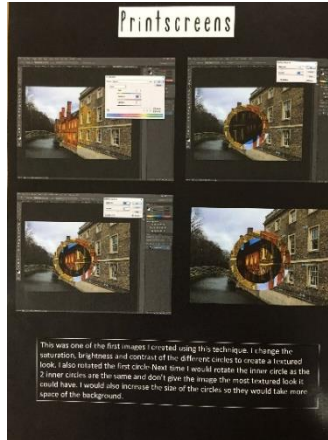 Printscreens
This was one of the first images I created using this technique. I change the
saturation, brightness and contrast of the different circles to create a textured
look. I also rotated the first circle Next time I would rotate the inner circle as the
2 inner circles are the same and don't give the image the most textured look it
could have. I would also increase the size of the circles so they would take more
space of the background.